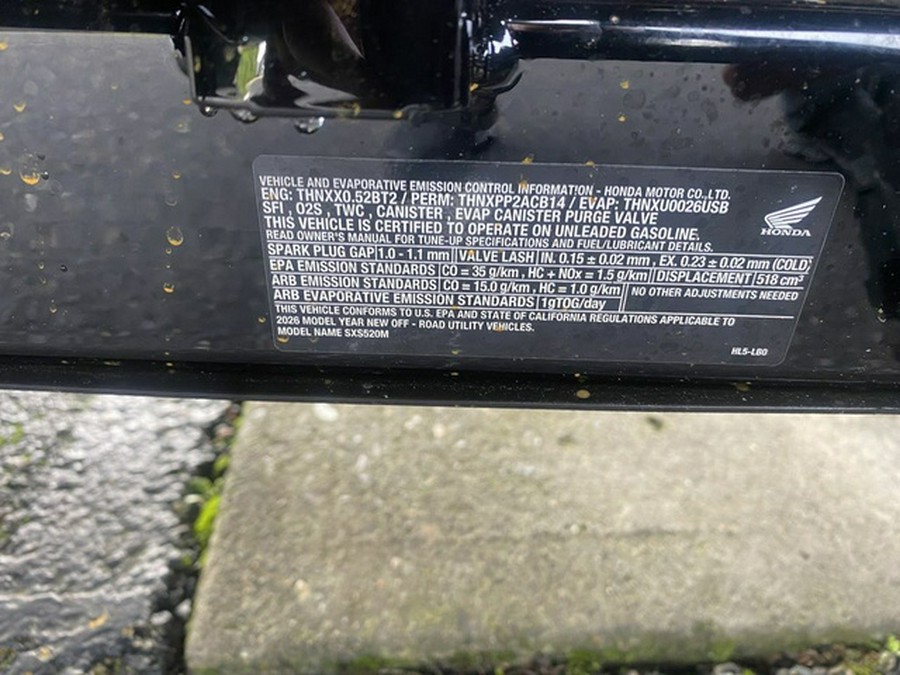 VEHICLE AND EVAPORATIVE EMISSION CONTROL INFORMATION - HONDA MOTOR CO.,LTD.
ENG: THNXX0.52BT2 / PERM: THNXPP2ACB14 / EVAP: THNXU0026USB
SFI , O2S , TWC , CANISTER , EVAP CANISTER PURGE VALVE
THIS VEHICLE IS CERTIFIED TO OPERATE ON UNLEADED GASOLINE.
READ OWNER'S MANUAL FOR TUNE-UP SPECIFICATIONS AND FUEL/LUBRICANT DETAILS.
HONDA
SPARK PLUG GAP 1.0 - 1.1 mm VALVE LASH IN. 0.15 ± 0.02 mm , EX. 0.23 ± 0.02 mm (COLD)
EPA EMISSION STANDARDS CO = 35 g/km , HC + NOx = 1.5 g/km DISPLACEMENT 518 cm³
ARB EMISSION STANDARDS CO = 15.0 g/km , HC = 1.0 g/km NO OTHER ADJUSTMENTS NEEDED
ARB EVAPORATIVE EMISSION STANDARDS 1gTOG/day
THIS VEHICLE CONFORMS TO U.S. EPA AND STATE OF CALIFORNIA REGULATIONS APPLICABLE TO
2026 MODEL YEAR NEW OFF - ROAD UTILITY VEHICLES.
MODEL NAME SXS520M
HL5-LB0